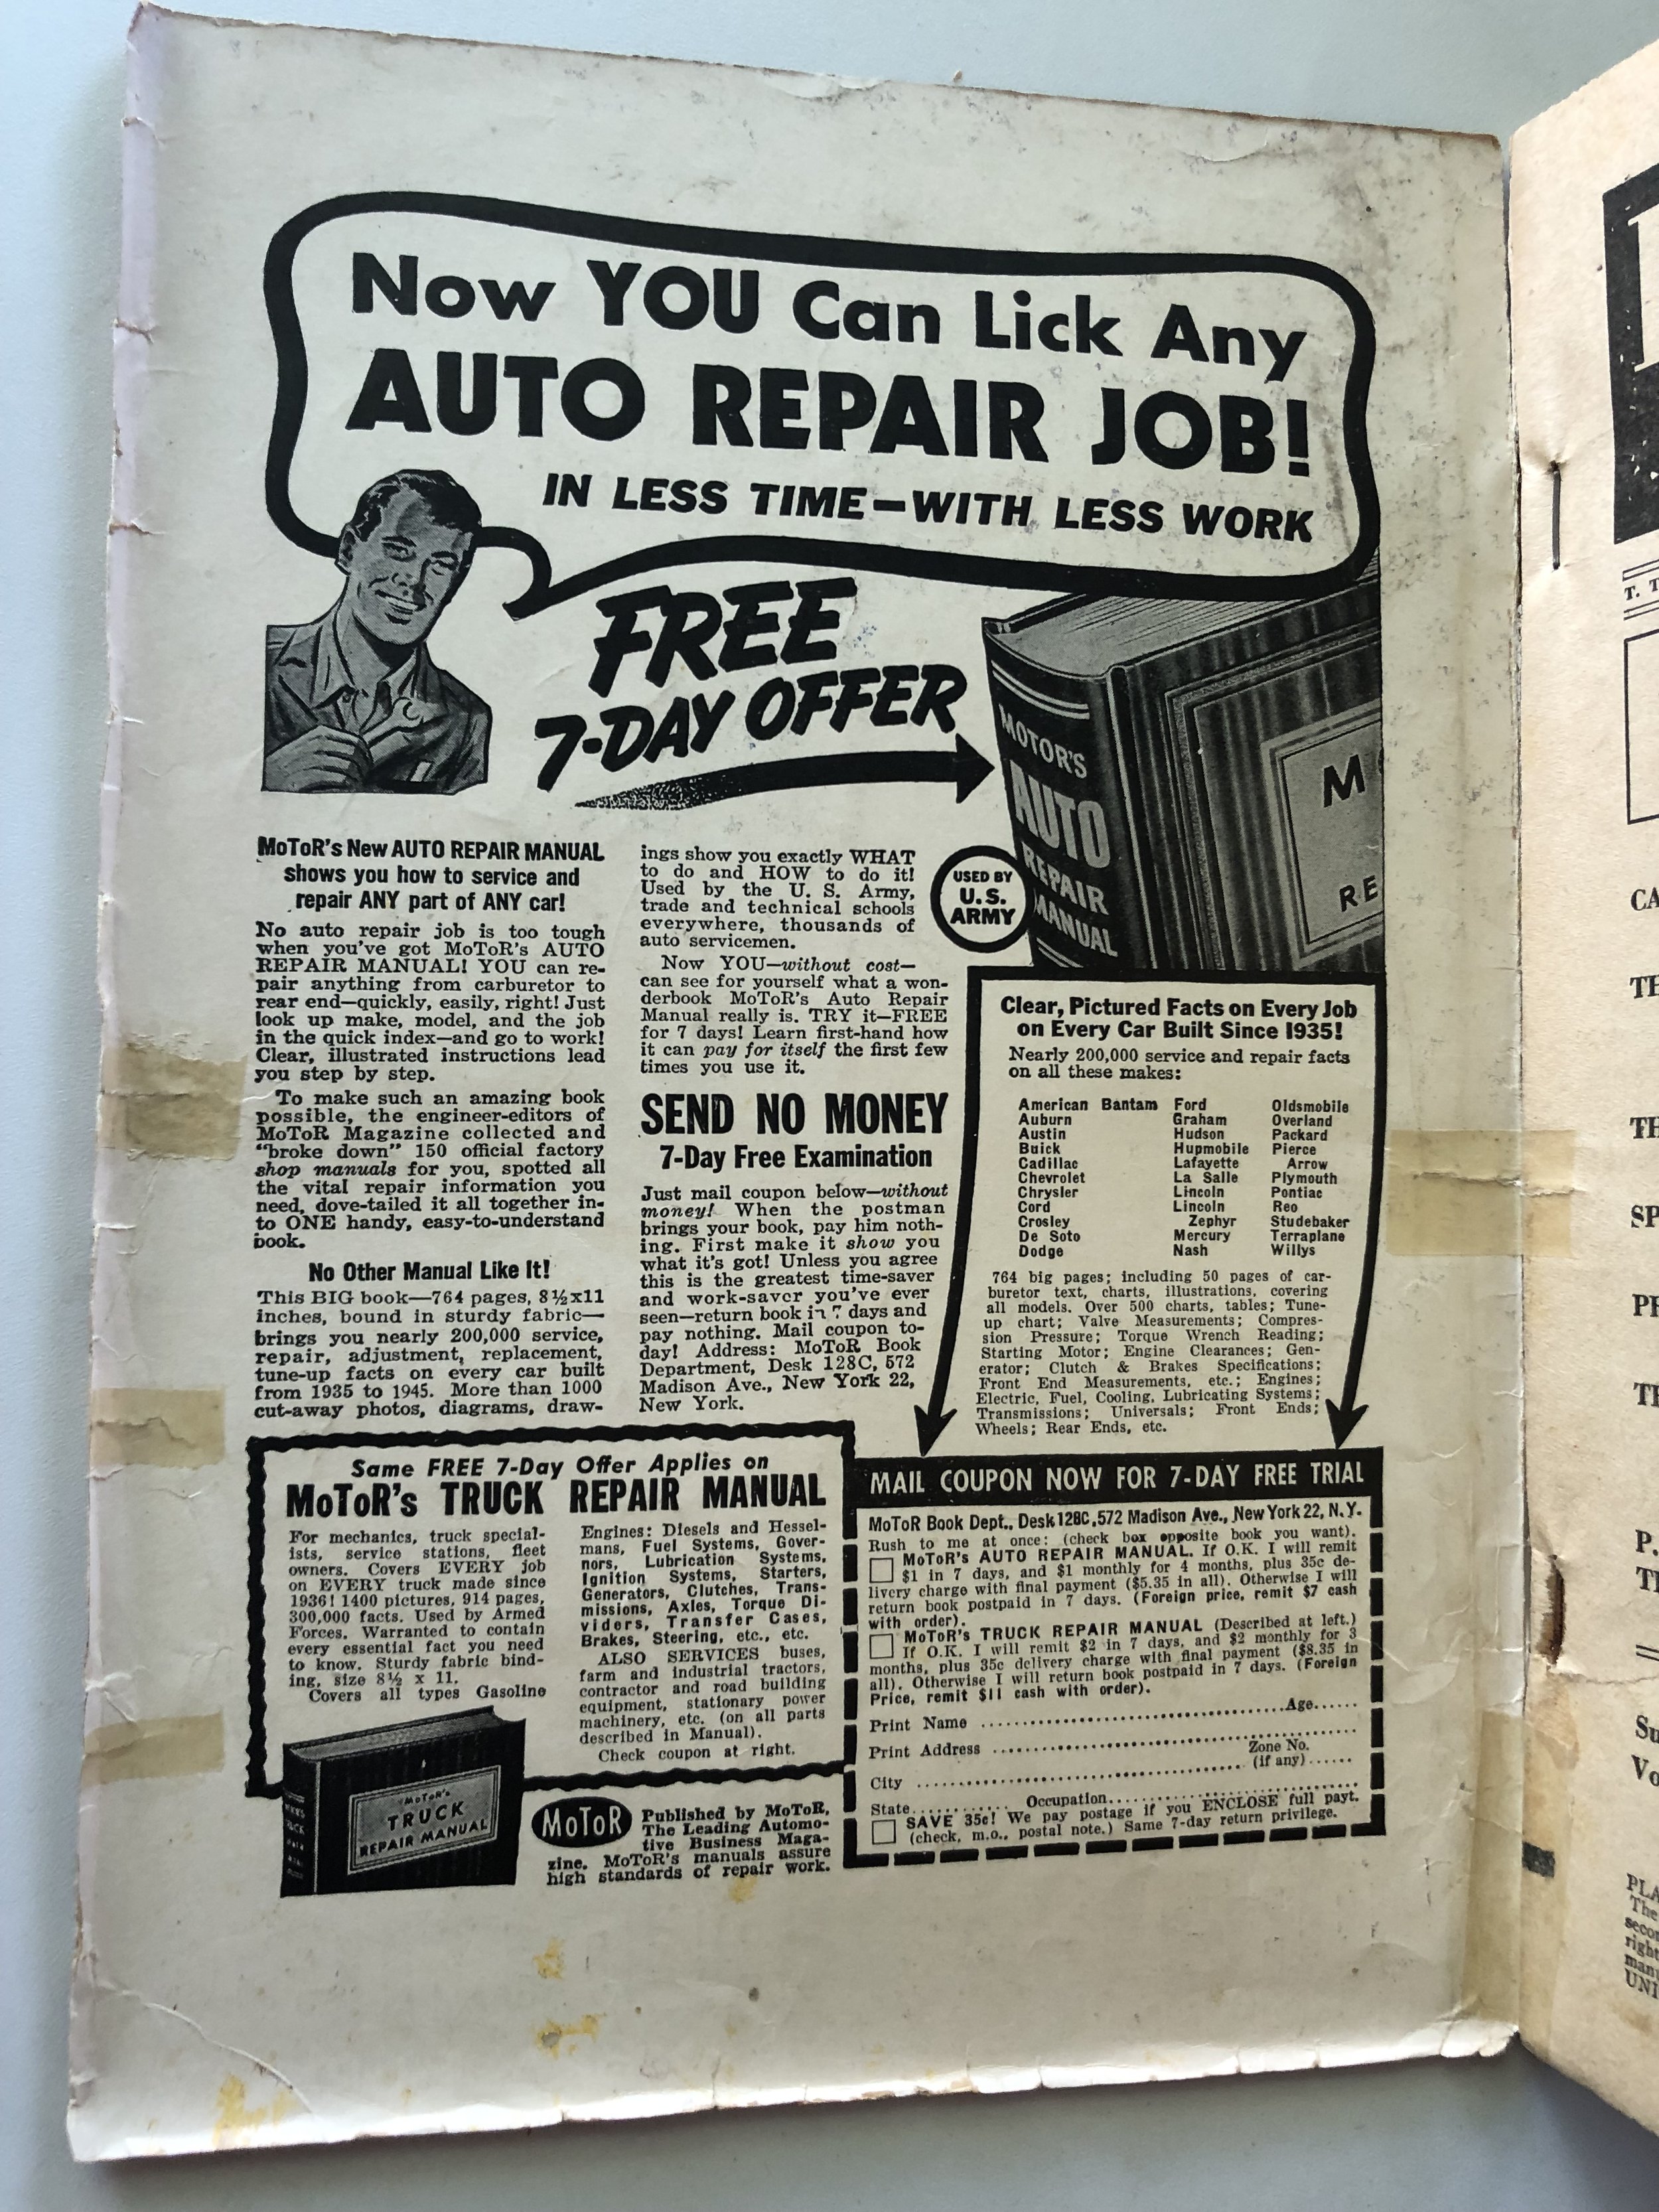 Now YOU Can Lick Any
AUTO REPAIR JOB!
IN LESS TIME—WITH LESS WORK
FREE
7-DAY OFFER
MOTOR'S
AUTO
REPAIR
MANUAL
M
RE
USED BY
U.S.
ARMY
MoToR's New AUTO REPAIR MANUAL
shows you how to service and
repair ANY part of ANY car!
No auto repair job is too tough
when you've got MoToR's AUTO
REPAIR MANUAL! YOU can re-
pair anything from carburetor to
rear end—quickly, easily, right! Just
look up make, model, and the job
in the quick index—and go to work!
Clear, illustrated instructions lead
you step by step.
To make such an amazing book
possible, the engineer-editors of
MoToR Magazine collected and
"broke down" 150 official factory
shop manuals for you, spotted all
the vital repair information you
need, dove-tailed it all together in-
to ONE handy, easy-to-understand
book.
No Other Manual Like It!
This BIG book—764 pages, 8½x11
inches, bound in sturdy fabric—
brings you nearly 200,000 service,
repair, adjustment, replacement,
tune-up facts on every car built
from 1935 to 1945. More than 1000
cut-away photos, diagrams, draw-
ings show you exactly WHAT
to do and HOW to do it!
Used by the U. S. Army,
trade and technical schools
everywhere, thousands of
auto servicemen.
Now YOU—without cost—
can see for yourself what a won-
derbook MoToR's Auto Repair
Manual really is. TRY it—FREE
for 7 days! Learn first-hand how
it can pay for itself the first few
times you use it.
SEND NO MONEY
7-Day Free Examination
Just mail coupon below—without
money! When the postman
brings your book, pay him noth-
ing. First make it show you
what it's got! Unless you agree
this is the greatest time-saver
and work-saver you've ever
seen—return book in 7 days and
pay nothing. Mail coupon to-
day! Address: MoToR Book
Department, Desk 128C, 572
Madison Ave., New York 22,
New York.
Clear, Pictured Facts on Every Job
on Every Car Built Since 1935!
Nearly 200,000 service and repair facts
on all these makes:
American Bantam
Auburn
Austin
Buick
Cadillac
Chevrolet
Chrysler
Cord
Crosley
De Soto
Dodge
Ford
Graham
Hudson
Hupmobile
Lafayette
La Salle
Lincoln
Lincoln
Zephyr
Mercury
Nash
Oldsmobile
Overland
Packard
Pierce
Arrow
Plymouth
Pontiac
Reo
Studebaker
Terraplane
Willys
764 big pages; including 50 pages of car-
buretor text, charts, illustrations, covering
all models. Over 500 charts, tables; Tune-
up chart; Valve Measurements; Compres-
sion Pressure; Torque Wrench Reading;
Starting Motor; Engine Clearances; Gen-
erator; Clutch & Brakes Specifications;
Front End Measurements, etc.; Engines;
Electric, Fuel, Cooling, Lubricating Systems;
Transmissions; Universals; Front Ends;
Wheels; Rear Ends, etc.
Same FREE 7-Day Offer Applies on
MoToR's TRUCK REPAIR MANUAL
For mechanics, truck special-
ists, service stations, fleet
owners. Covers EVERY job
on EVERY truck made since
1936! 1400 pictures, 914 pages,
300,000 facts. Used by Armed
Forces. Warranted to contain
every essential fact you need
to know. Sturdy fabric bind-
ing, size 8½ x 11.
Covers all types Gasoline
Engines: Diesels and Hessel-
mans, Fuel Systems, Gover-
nors, Lubrication Systems,
Ignition Systems, Starters,
Generators, Clutches, Trans-
missions, Axles, Torque Di-
viders, Transfer Cases,
Brakes, Steering, etc., etc.
ALSO SERVICES buses,
farm and industrial tractors,
contractor and road building
equipment, stationary power
machinery, etc. (on all parts
described in Manual).
Check coupon at right.
MoToR's
TRUCK
REPAIR MANUAL
MoToR
Published by MoToR,
The Leading Automo-
tive Business Maga-
zine. MoToR's manuals assure
high standards of repair work.
MAIL COUPON NOW FOR 7-DAY FREE TRIAL
MoToR Book Dept., Desk 128C, 572 Madison Ave., New York 22, N.Y.
Rush to me at once: (check box opposite book you want).
MoToR's AUTO REPAIR MANUAL. If O.K. I will remit
$1 in 7 days, and $1 monthly for 4 months, plus 35c de-
livery charge with final payment ($5.35 in all). Otherwise I will
return book postpaid in 7 days. (Foreign price, remit $7 cash
with order).
MoToR's TRUCK REPAIR MANUAL (Described at left.)
If O.K. I will remit $2 in 7 days, and $2 monthly for 3
months, plus 35c delivery charge with final payment ($8.35 in
all). Otherwise I will return book postpaid in 7 days. (Foreign
Price, remit $11 cash with order).
Print Name ........ Age......
Print Address ........
Zone No.
City ........ (if any)......
State........ Occupation........
SAVE 35c! We pay postage if you ENCLOSE full payt.
(check, m.o., postal note.) Same 7-day return privilege.
T. T
CA
TH
TH
SP
PH
TH
P.
TH
Su
Vo
PLA
The
secon
right
manu
UNI